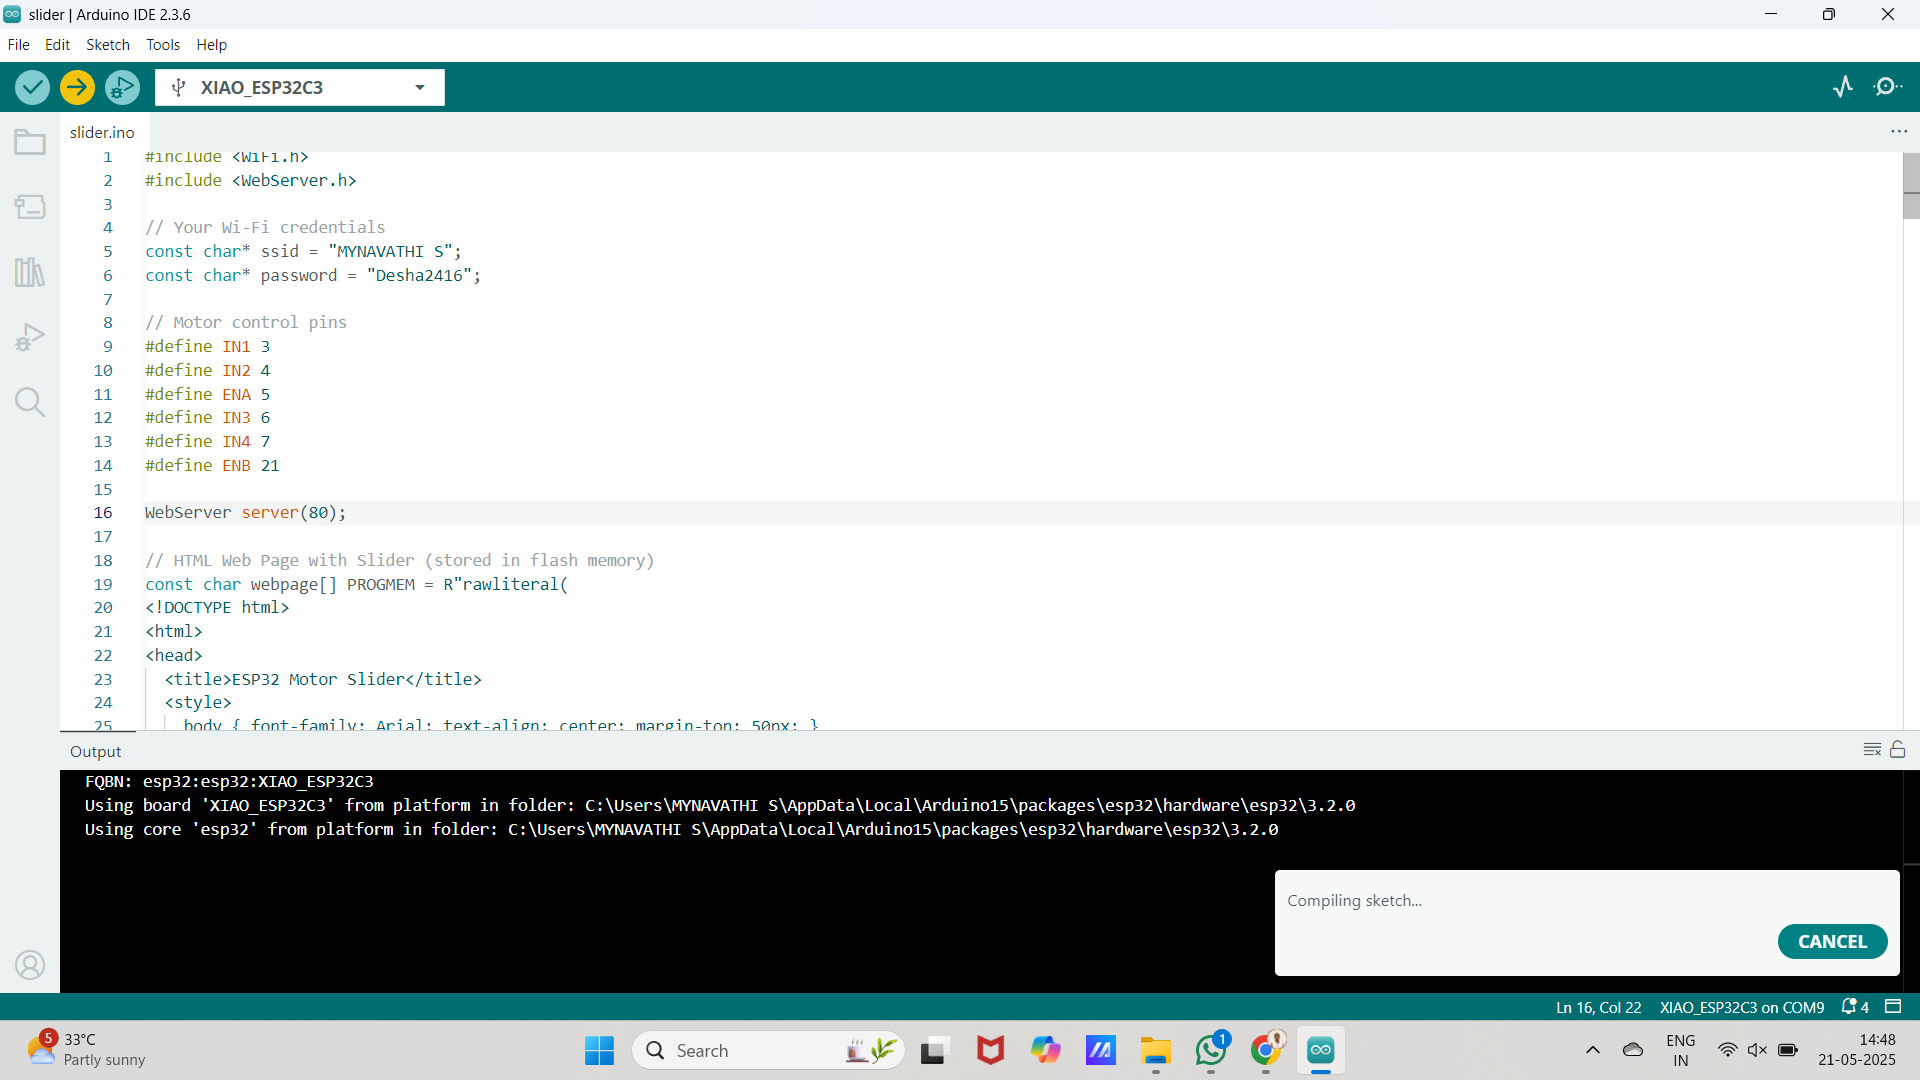 slider | Arduino IDE 2.3.6
File Edit Sketch Tools Help
XIAO_ESP32C3
slider.ino
1 #include <WiFi.h>
2 #include <WebServer.h>
3
4 // Your Wi-Fi credentials
5 const char* ssid = "MYNAVATHI S";
6 const char* password = "Desha2416";
7
8 // Motor control pins
9 #define IN1 3
10 #define IN2 4
11 #define ENA 5
12 #define IN3 6
13 #define IN4 7
14 #define ENB 21
15
16 WebServer server(80);
17
18 // HTML Web Page with Slider (stored in flash memory)
19 const char webpage[] PROGMEM = R"rawliteral(
20 <!DOCTYPE html>
21 <html>
22 <head>
23 <title>ESP32 Motor Slider</title>
24 <style>
25 body { font-family: Arial; text-align: center; margin-top: 50px; }
Output
FQBN: esp32:esp32:XIAO_ESP32C3
Using board 'XIAO_ESP32C3' from platform in folder: C:\Users\MYNAVATHI S\AppData\Local\Arduino15\packages\esp32\hardware\esp32\3.2.0
Using core 'esp32' from platform in folder: C:\Users\MYNAVATHI S\AppData\Local\Arduino15\packages\esp32\hardware\esp32\3.2.0
Compiling sketch...
CANCEL
Ln 16, Col 22 XIAO_ESP32C3 on COM9 4
5
33°C
Partly sunny
Search
1
ENG
IN
14:48
21-05-2025